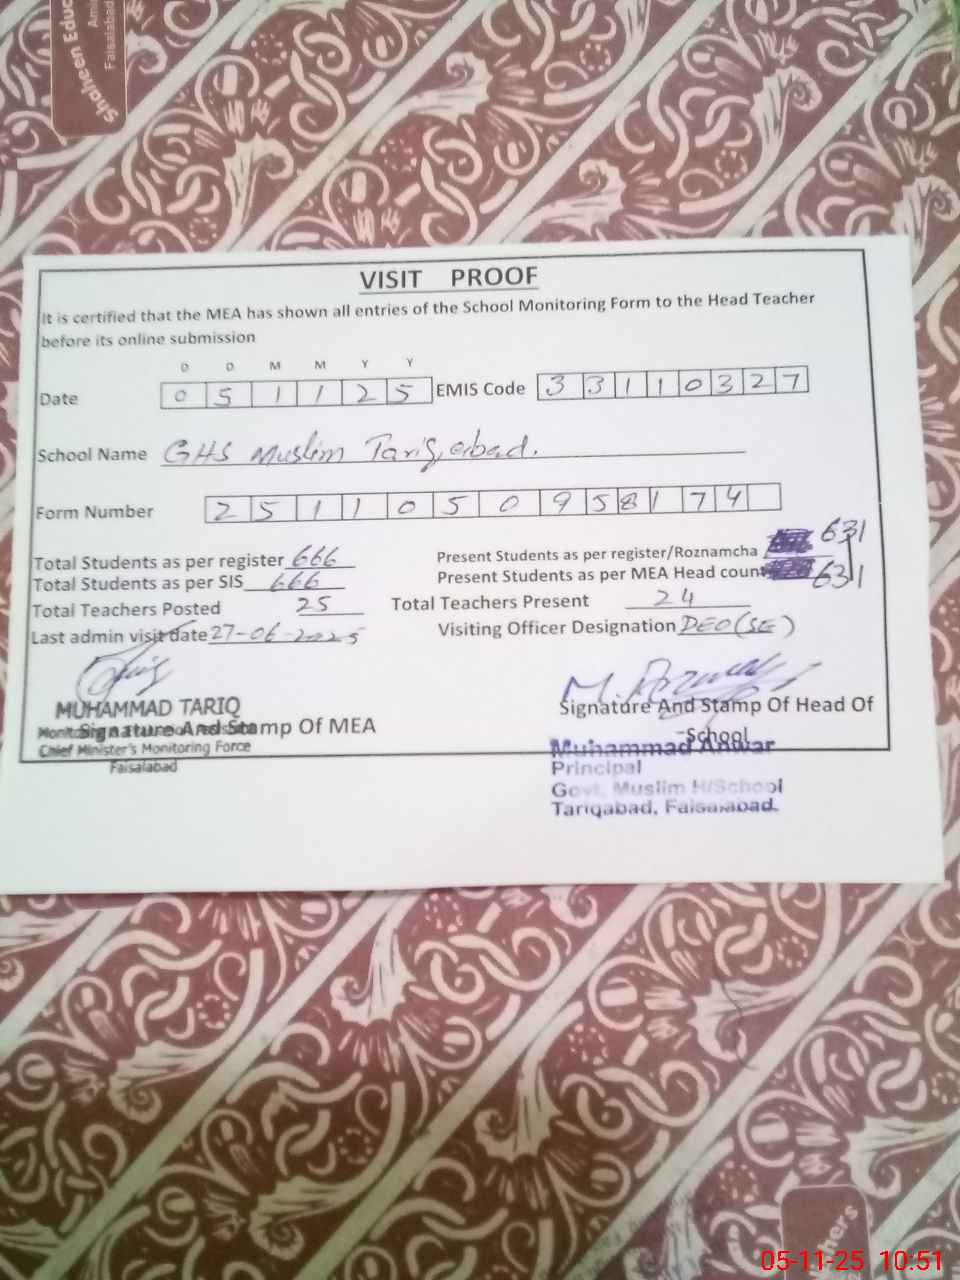 Shaheen Educ
Ami
Faisalabad
VISIT PROOF
It is certified that the MEA has shown all entries of the School Monitoring Form to the Head Teacher
before its online submission
D D M M Y Y
Date 0 5 1 1 2 5 EMIS Code 3 3 1 1 0 3 2 7
School Name GHS Muslim Tariqabad.
Form Number 2 5 1 1 0 5 0 9 5 8 1 7 4
Total Students as per register 666 Present Students as per register/Roznamcha 631
Total Students as per SIS 666 Present Students as per MEA Head count 631
Total Teachers Posted 25 Total Teachers Present 24
Last admin visit date 27-06-2025 Visiting Officer Designation DEO(SE)
M. Anwar
MUHAMMAD TARIQ Signature And Stamp Of Head Of
Signature And Stamp Of MEA School
Chief Minister's Monitoring Force Muhammad Anwar
Faisalabad Principal
Govt. Muslim H/School
Tariqabad, Faisalabad.
hers
05-11-25 10:51